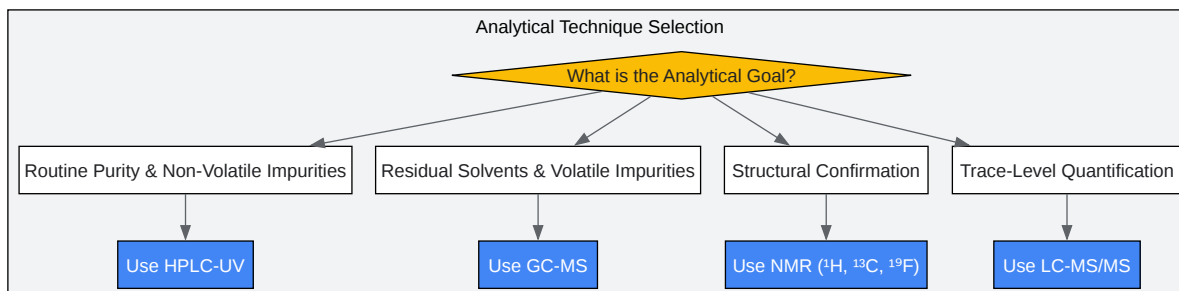 Analytical Technique Selection
What is the Analytical Goal?
Routine Purity & Non-Volatile Impurities
Residual Solvents & Volatile Impurities
Structural Confirmation
Trace-Level Quantification
Use HPLC-UV
Use GC-MS
Use NMR (¹H, ¹³C, ¹⁹F)
Use LC-MS/MS